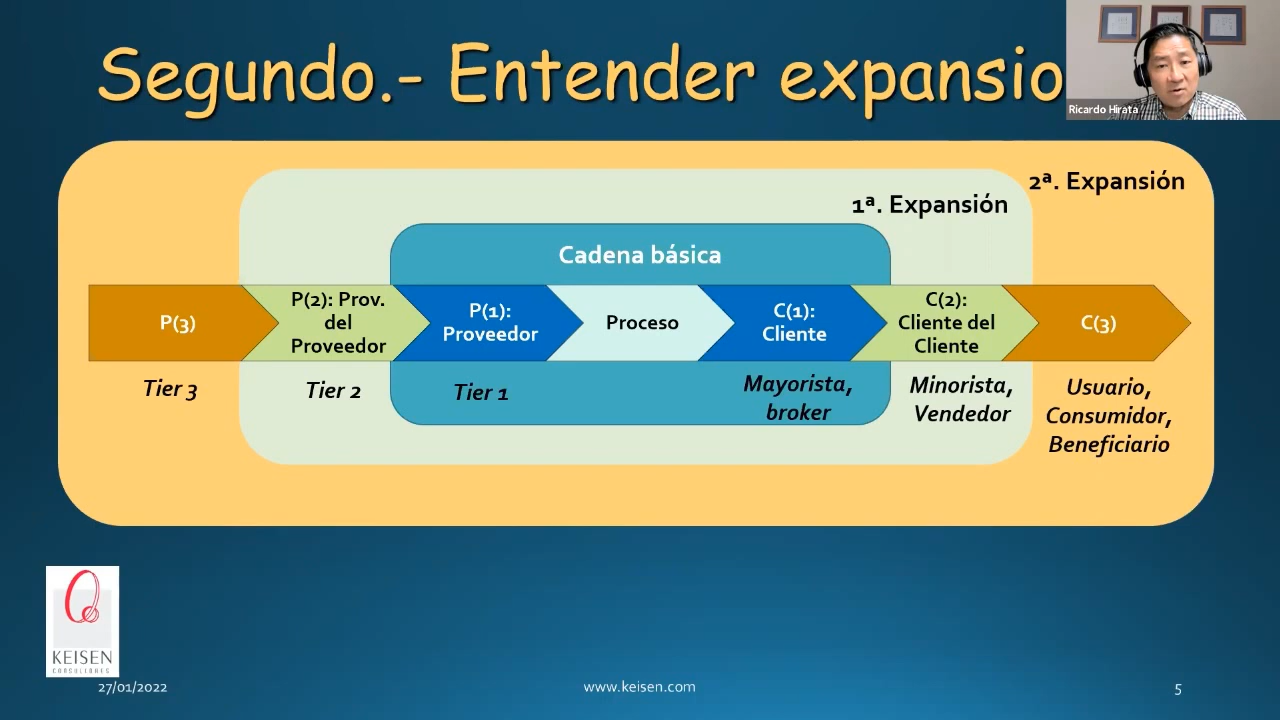 Segundo.- Entender expansio
Ricardo Hirata
2ª. Expansión
1ª. Expansión
Cadena básica
P(3)
P(2): Prov.
del
Proveedor
P(1):
Proveedor
Proceso
C(1):
Cliente
C(2):
Cliente del
Cliente
C(3)
Tier 3
Tier 2
Tier 1
Mayorista,
broker
Minorista,
Vendedor
Usuario,
Consumidor,
Beneficiario
KEISEN
CONSULTORES
27/01/2022
www.keisen.com
5